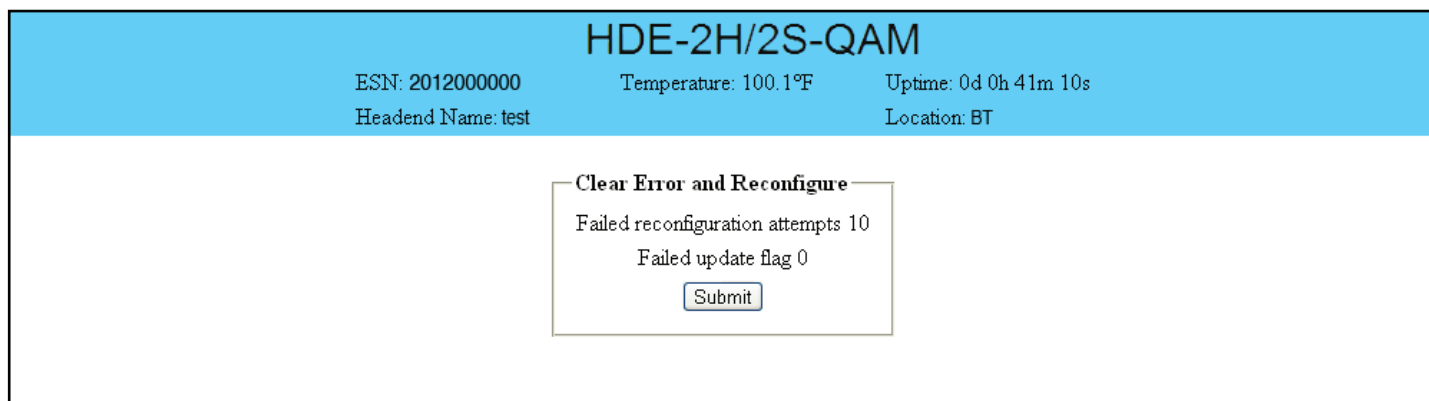 HDE-2H/2S-QAM
ESN: 2012000000 Temperature: 100.1ºF Uptime: 0d 0h 41m 10s
Headend Name: test Location: BT
Clear Error and Reconfigure
Failed reconfiguration attempts 10
Failed update flag 0
Submit